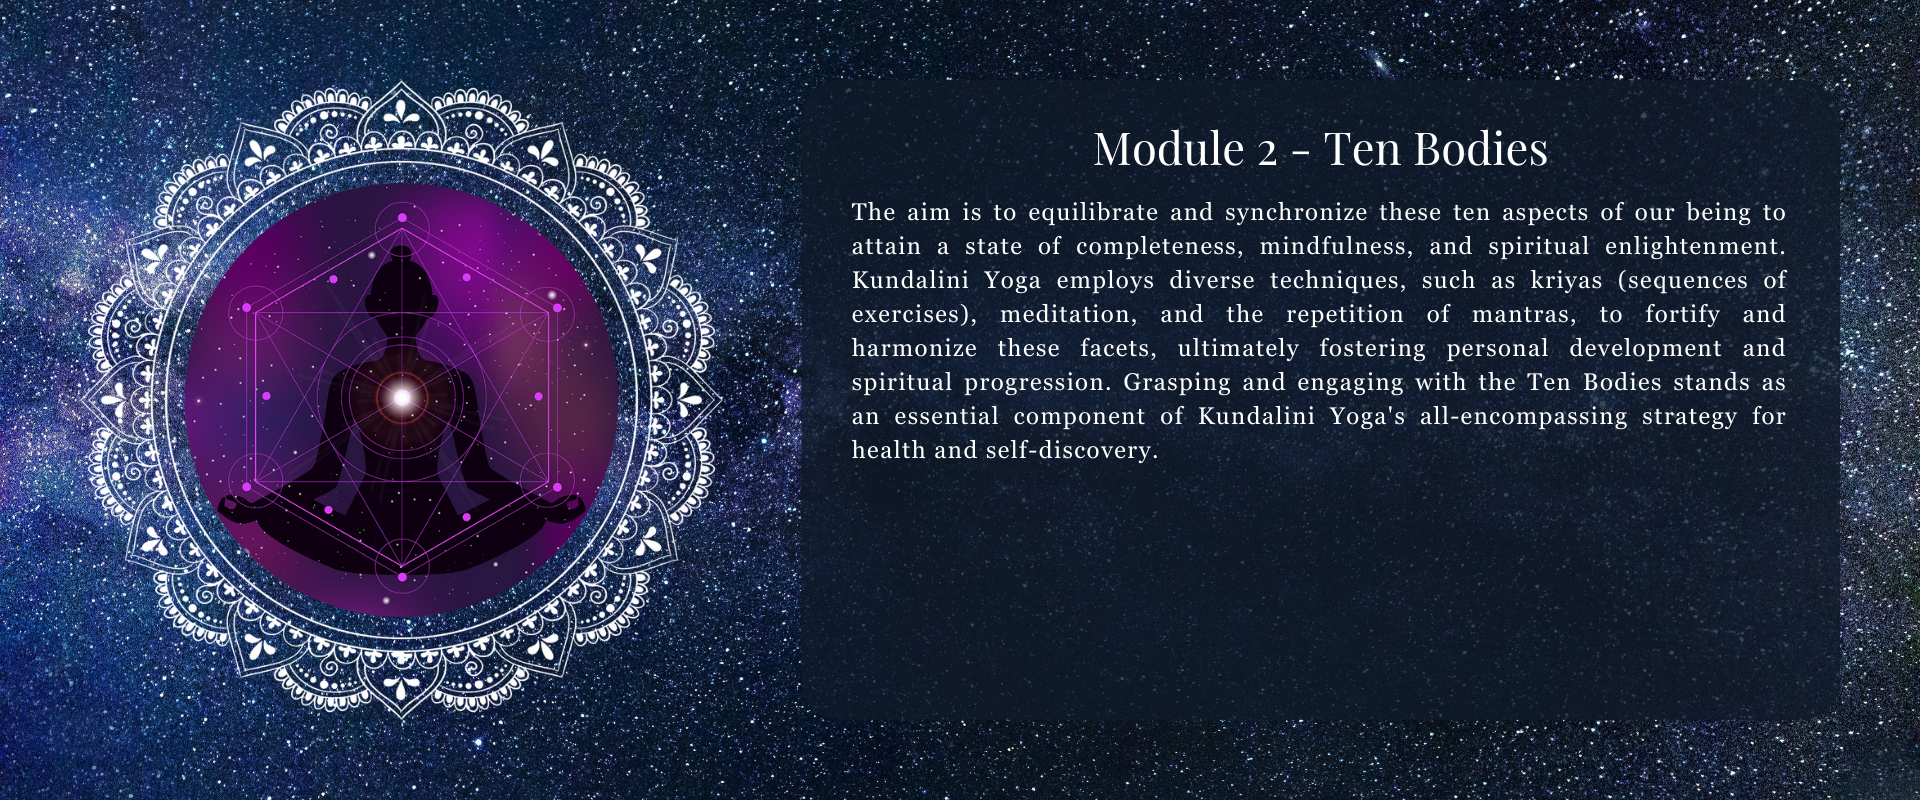 Module 2 - Ten Bodies
The aim is to equilibrate and synchronize these ten aspects of our being to
attain a state of completeness, mindfulness, and spiritual enlightenment.
Kundalini Yoga employs diverse techniques, such as kriyas (sequences of
exercises), meditation, and the repetition of mantras, to fortify and
harmonize these facets, ultimately fostering personal development and
spiritual progression. Grasping and engaging with the Ten Bodies stands as
an essential component of Kundalini Yoga's all-encompassing strategy for
health and self-discovery.